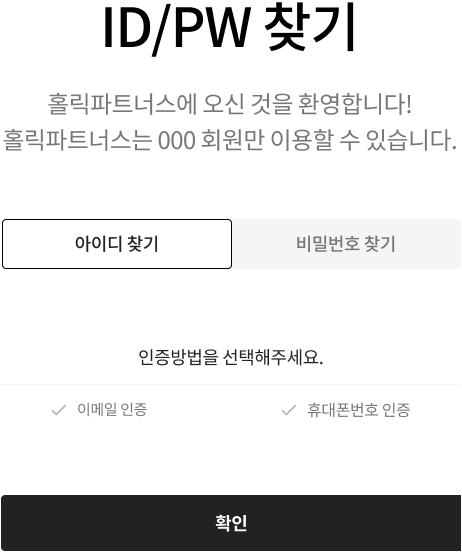 ID/PW 찾기
홀릭파트너스에 오신 것을 환영합니다!
홀릭파트너스는 000 회원만 이용할 수 있습니다.
아이디 찾기
비밀번호 찾기
인증방법을 선택해주세요.
이메일 인증
휴대폰번호 인증
확인